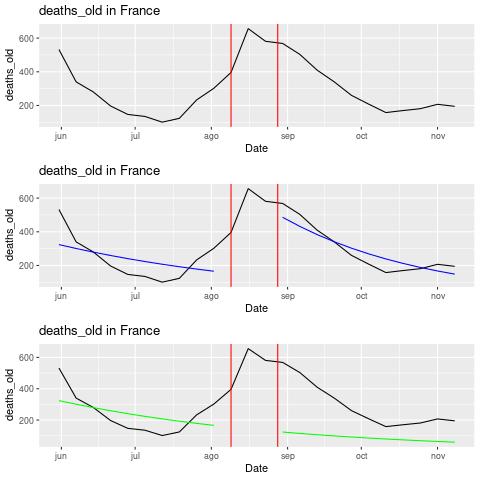 deaths_old in France
deaths_old
600
400
200
jun
jul
ago
sep
oct
nov
Date
deaths_old in France
deaths_old
600
400
200
jun
jul
ago
sep
oct
nov
Date
deaths_old in France
deaths_old
600
400
200
jun
jul
ago
sep
oct
nov
Date